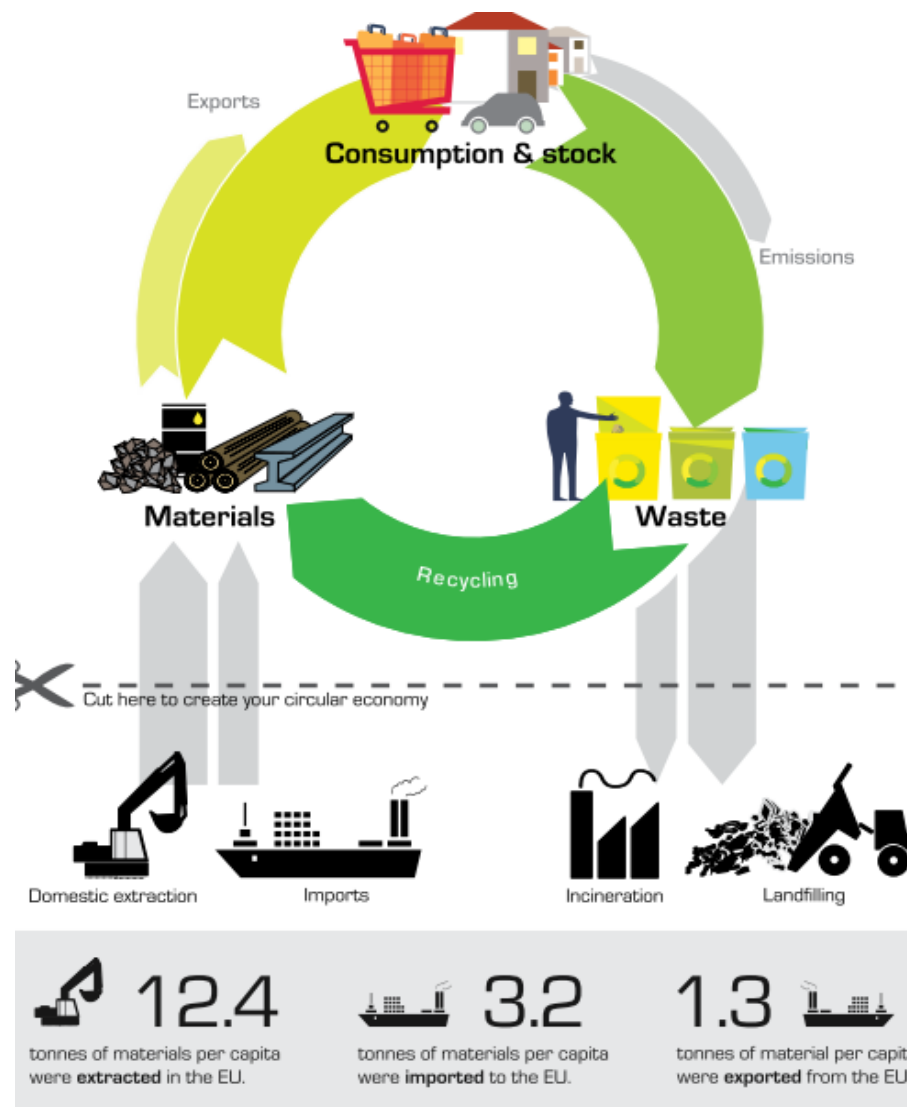 Exports
Consumption & stock
Emissions
Materials
Waste
Recycling
Cut here to create your circular economy
Domestic extraction
Imports
Incineration
Landfilling
12.4
tonnes of materials per capita
were extracted in the EU.
3.2
tonnes of materials per capita
were imported to the EU.
1.3
tonnes of material per capit
were exported from the EU